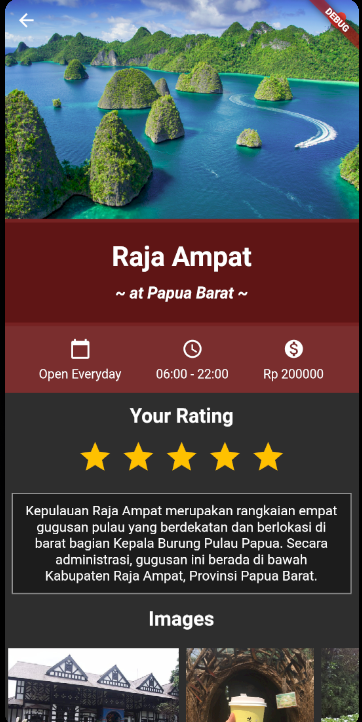 DEBUG
Raja Ampat
~ at Papua Barat ~
Open Everyday
06:00 - 22:00
Rp 200000
Your Rating
Kepulauan Raja Ampat merupakan rangkaian empat
gugusan pulau yang berdekatan dan berlokasi di
barat bagian Kepala Burung Pulau Papua. Secara
administrasi, gugusan ini berada di bawah
Kabupaten Raja Ampat, Provinsi Papua Barat.
Images